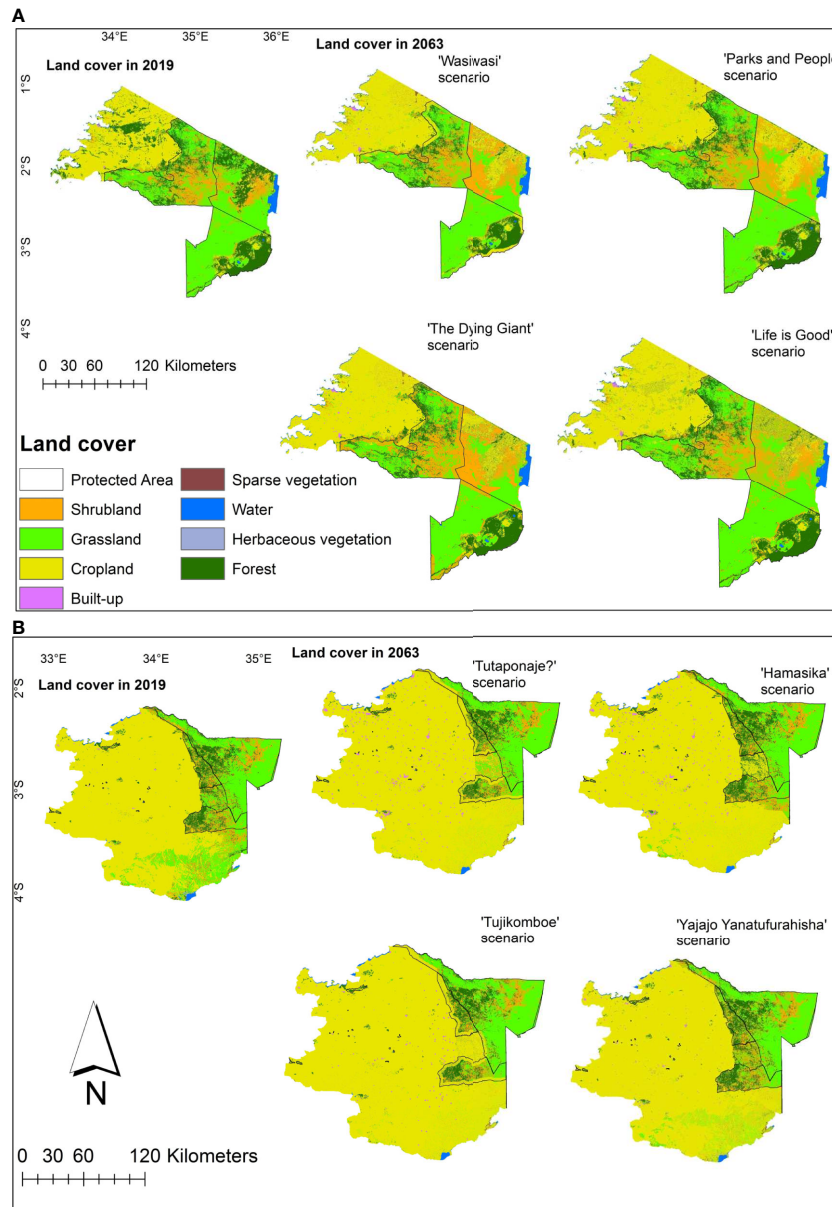 A
34°E 35°E 36°E
1°S
2°S
3°S
4°S
Land cover in 2019
Land cover in 2063
'Wasiwasi'
scenario
'Parks and People'
scenario
'The Dying Giant'
scenario
'Life is Good'
scenario
0 30 60 120 Kilometers
Land cover
Protected Area
Shrubland
Grassland
Cropland
Built-up
Sparse vegetation
Water
Herbaceous vegetation
Forest
B
33°E 34°E 35°E
2°S
3°S
4°S
Land cover in 2019
Land cover in 2063
'Tutaponaje?'
scenario
'Hamasika'
scenario
'Tujikomboe'
scenario
'Yajajo Yanatufurahisha'
scenario
N
0 30 60 120 Kilometers